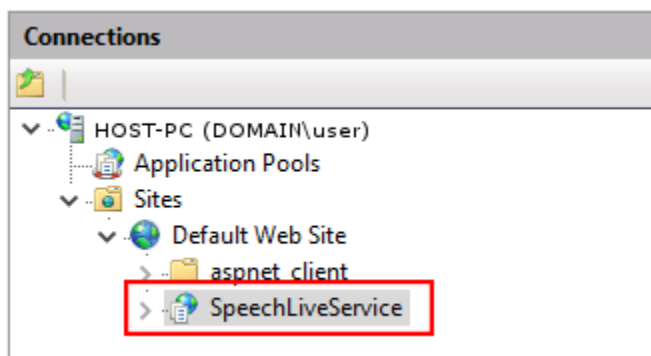 Connections
HOST-PC (DOMAIN\user)
Application Pools
Sites
Default Web Site
aspnet_client
SpeechLiveService